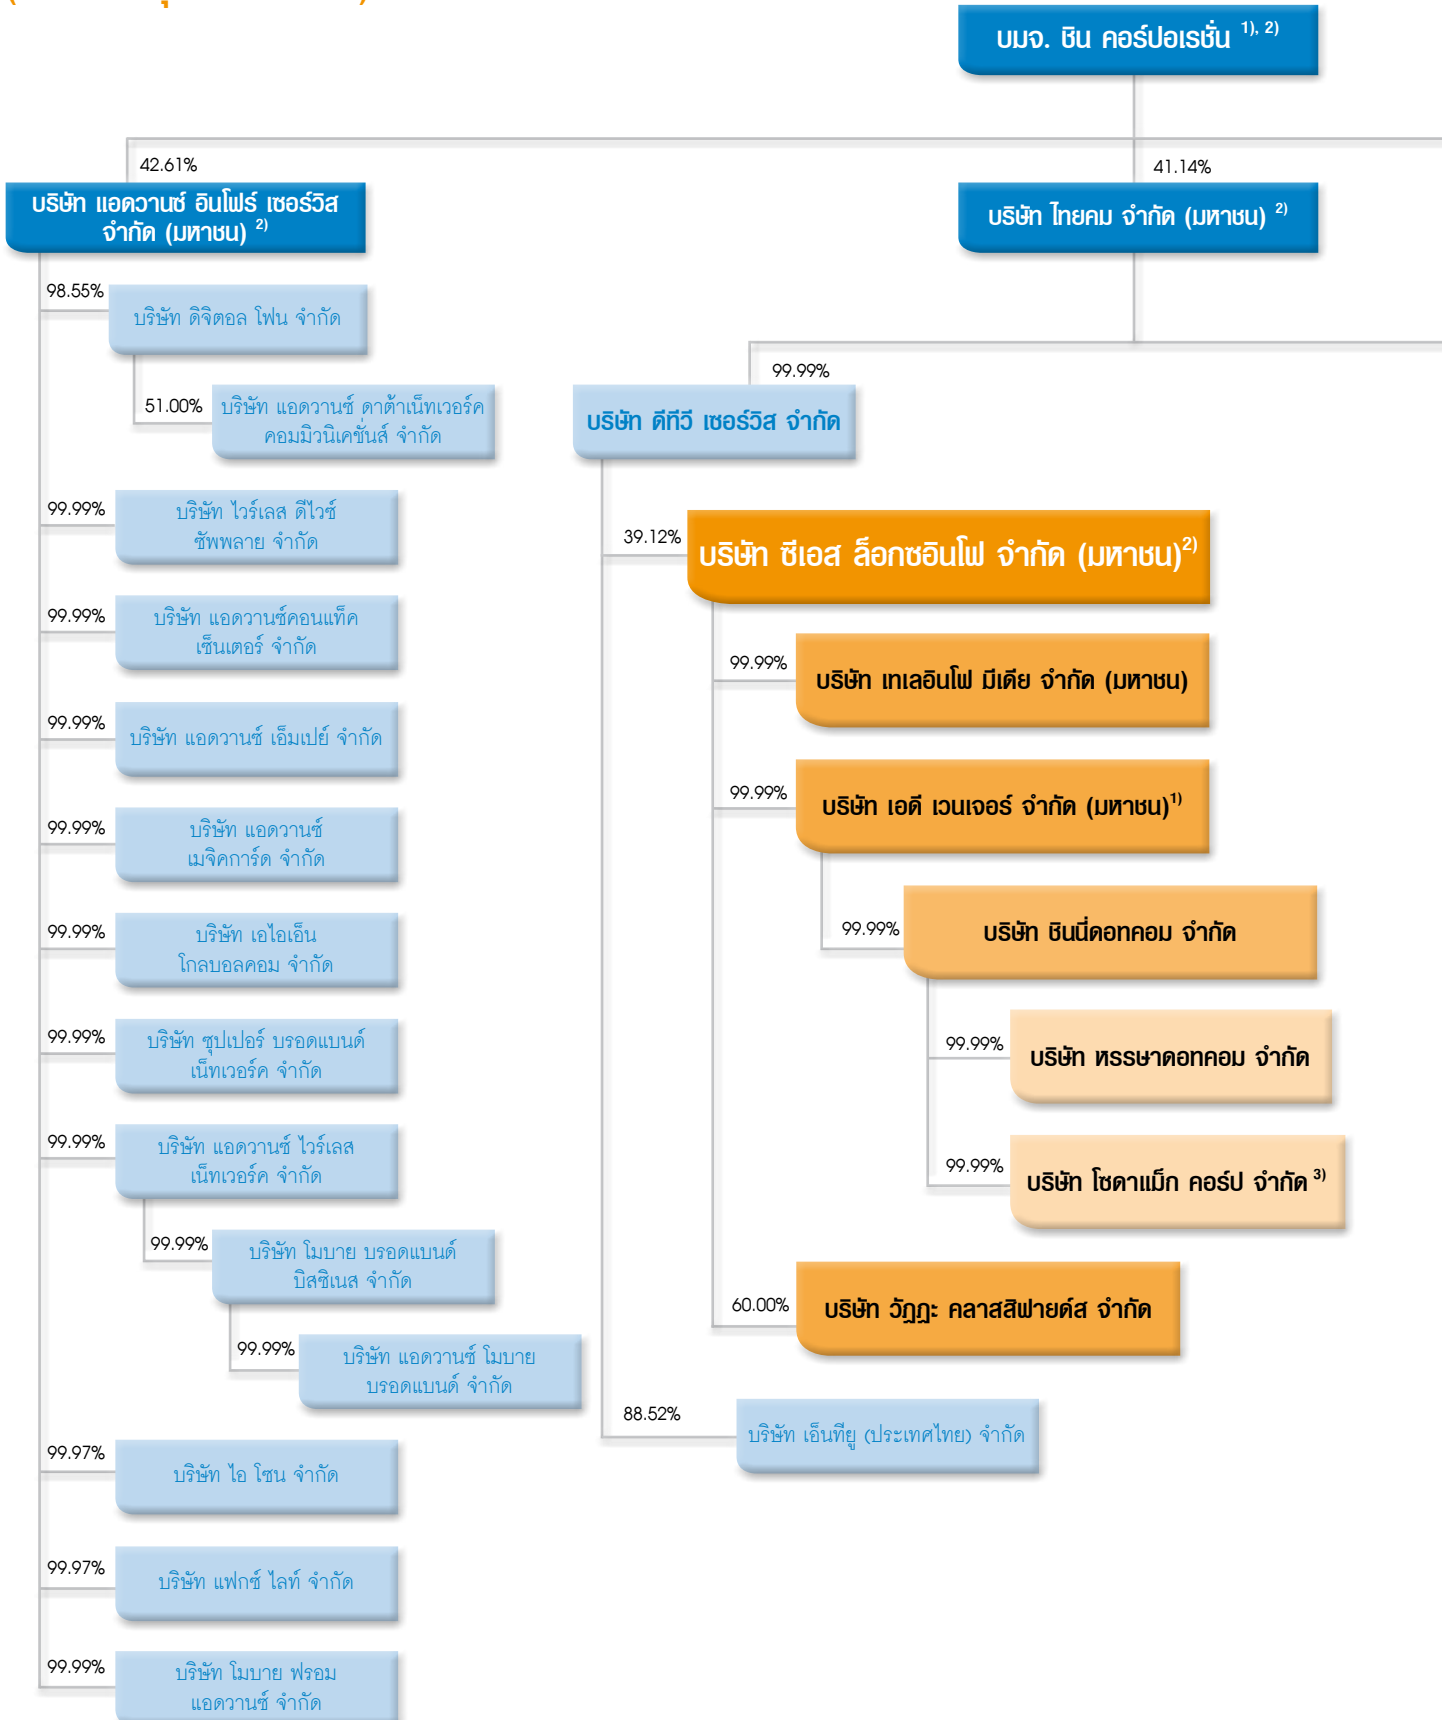 บมจ. ชิน คอร์ปอเรชั่น 1), 2)
42.61%
41.14%
บริษัท แอดวานซ์ อินโฟร์ เซอร์วิส
จำกัด (มหาชน) 2)
บริษัท ไทยคม จำกัด (มหาชน) 2)
98.55%
บริษัท ดิจิตอล โฟน จำกัด
51.00%
บริษัท แอดวานซ์ ดาต้าเน็ทเวอร์ค
คอมมิวนิเคชั่นส์ จำกัด
99.99%
บริษัท ไวร์เลส ดีไวซ์
ซัพพลาย จำกัด
99.99%
บริษัท แอดวานซ์คอนแท็ค
เซ็นเตอร์ จำกัด
99.99%
บริษัท แอดวานซ์ เอ็มเปย์ จำกัด
99.99%
บริษัท แอดวานซ์
เมจิคการ์ด จำกัด
99.99%
บริษัท เอไอเอ็น
โกลบอลคอม จำกัด
99.99%
บริษัท ซุปเปอร์ บรอดแบนด์
เน็ทเวอร์ค จำกัด
99.99%
บริษัท แอดวานซ์ ไวร์เลส
เน็ทเวอร์ค จำกัด
99.99%
บริษัท โมบาย บรอดแบนด์
บิสซิเนส จำกัด
99.99%
บริษัท แอดวานซ์ โมบาย
บรอดแบนด์ จำกัด
99.97%
บริษัท ไอ โซน จำกัด
99.97%
บริษัท แฟกซ์ ไลท์ จำกัด
99.99%
บริษัท โมบาย ฟรอม
แอดวานซ์ จำกัด
99.99%
บริษัท ดีทีวี เซอร์วิส จำกัด
39.12%
บริษัท ซีเอส ล็อกซอินโฟ จำกัด (มหาชน)2)
99.99%
บริษัท เทเลอินโฟ มีเดีย จำกัด (มหาชน)
99.99%
บริษัท เอดี เวนเจอร์ จำกัด (มหาชน)1)
99.99%
บริษัท ชินนี่ดอทคอม จำกัด
99.99%
บริษัท หรรษาดอทคอม จำกัด
99.99%
บริษัท โซดาแม็ก คอร์ป จำกัด 3)
60.00%
บริษัท วัฏฏะ คลาสสิฟายด์ส จำกัด
88.52%
บริษัท เอ็นทียู (ประเทศไทย) จำกัด